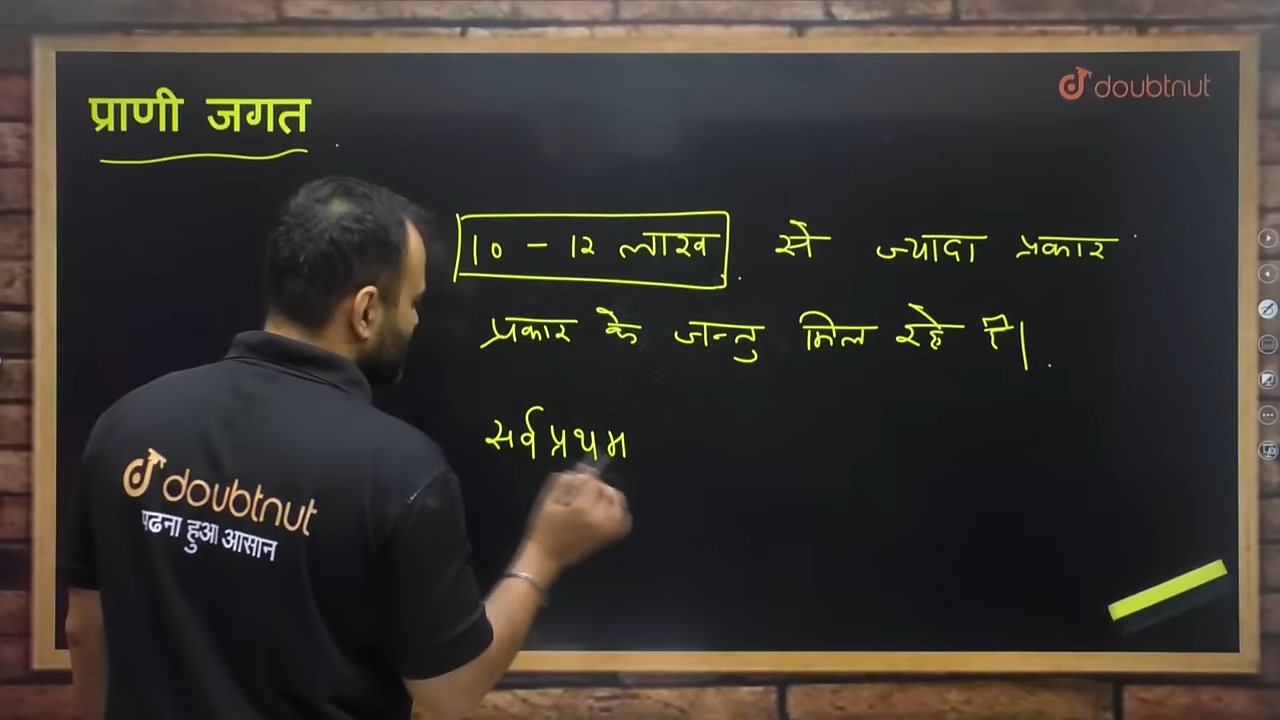 प्राणी जगत
doubtnut
10 - 12 लाख से ज्यादा प्रकार
प्रकार के जन्तु मिल रहे हैं।
सर्वप्रथम
doubtnut
पढना हुआ आसान